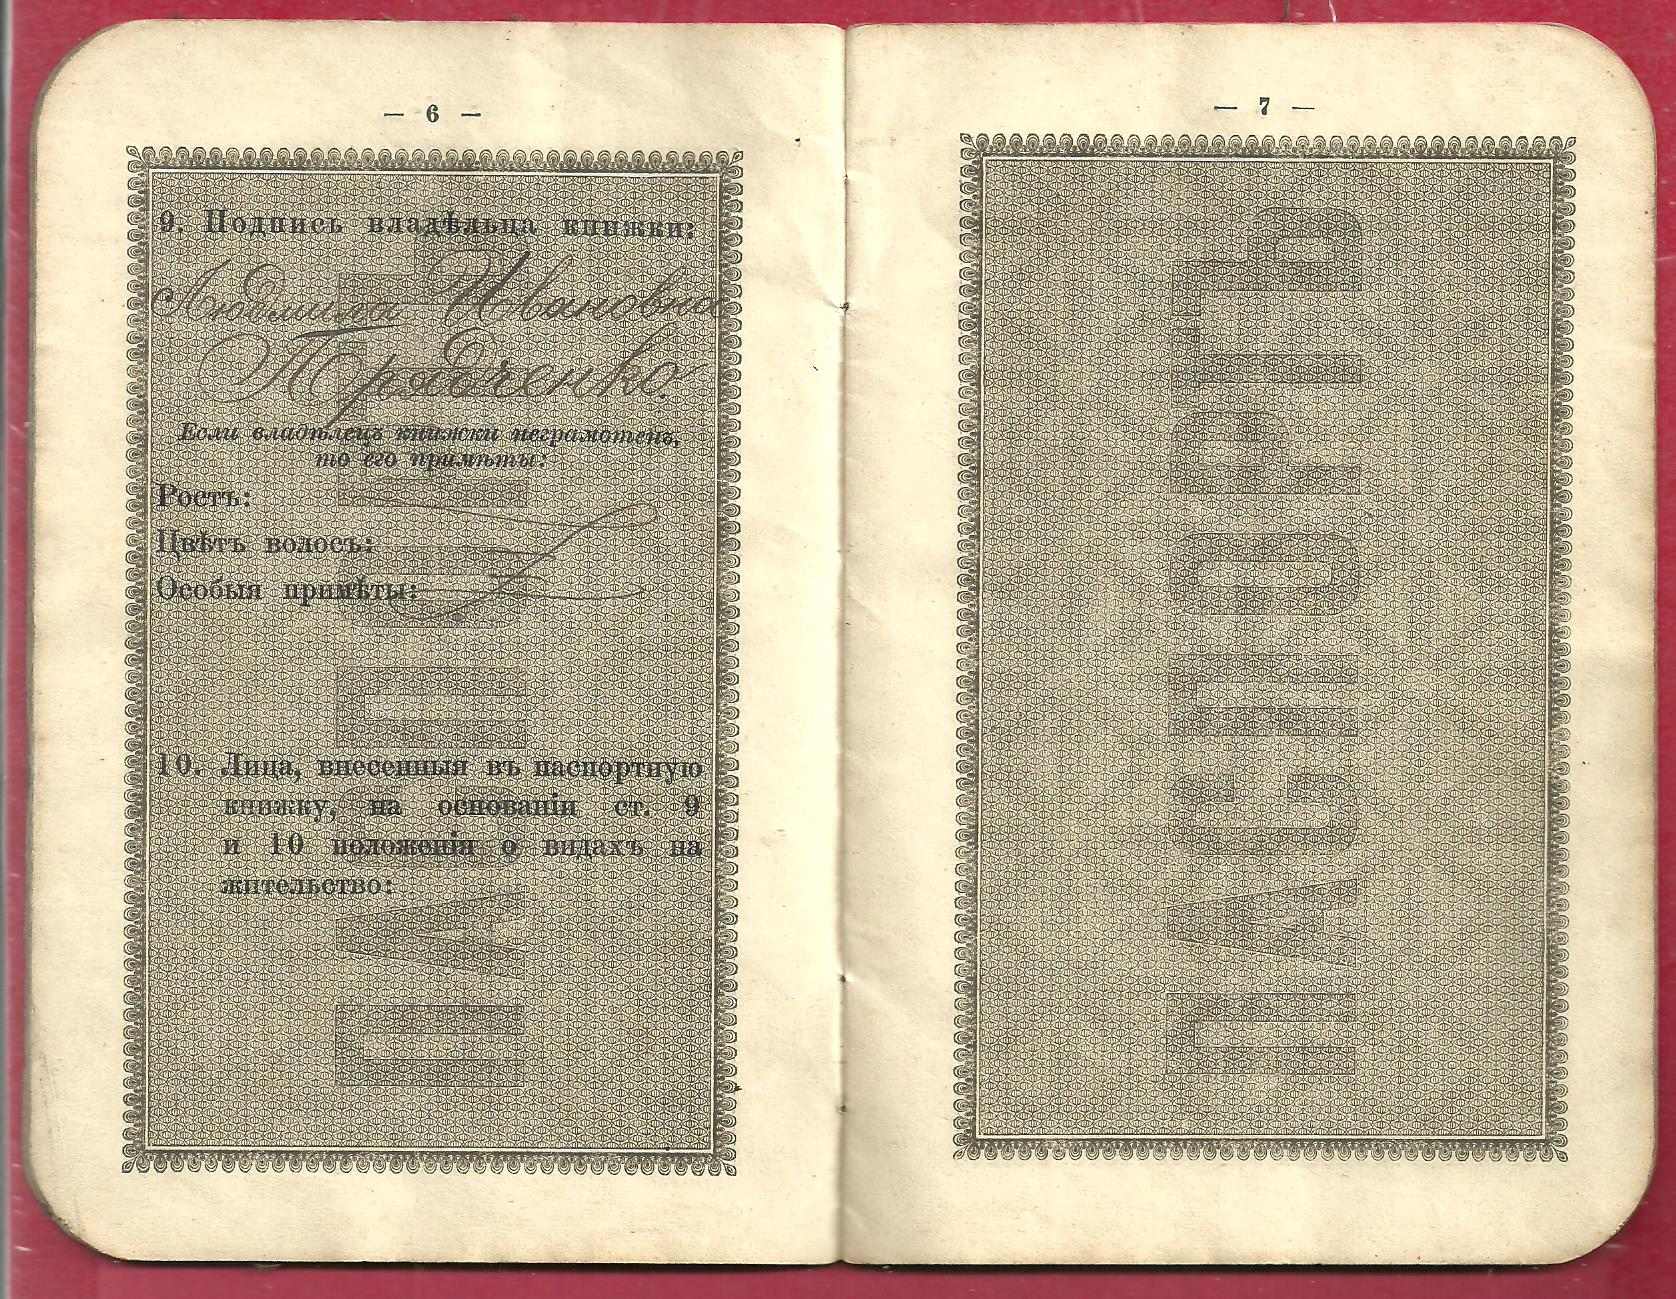 — 6 —
9. Подпись владѣльца книжки:
Людмила Ивановна
Если владѣлецъ книжки неграмотенъ,
то его примѣты:
Ростъ:
Цвѣтъ волосъ:
Особыя примѣты:
10. Лица, внесенныя въ паспортную
книжку, на основаніи ст. 9
и 10 положенія о видахъ на
жительство:
ПАСПОРТЪ
— 7 —
ПАСПОРТЪ